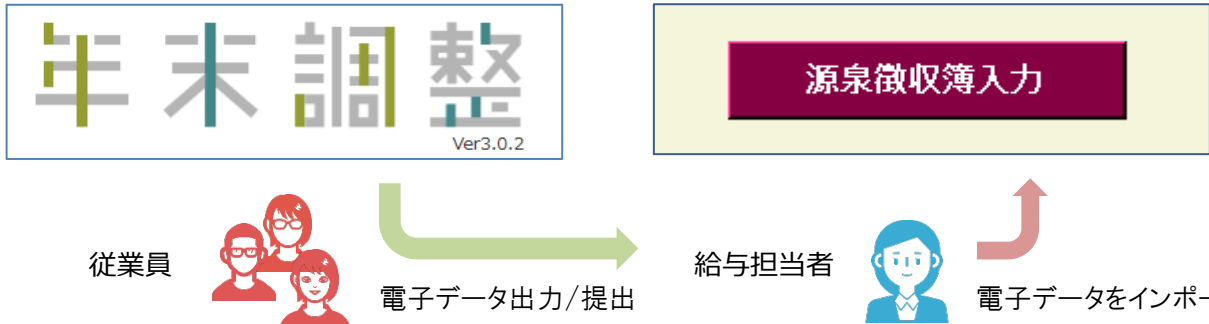 年末調整
Ver3.0.2
源泉徴収簿入力
従業員
電子データ出力/提出
給与担当者
電子データをインポー